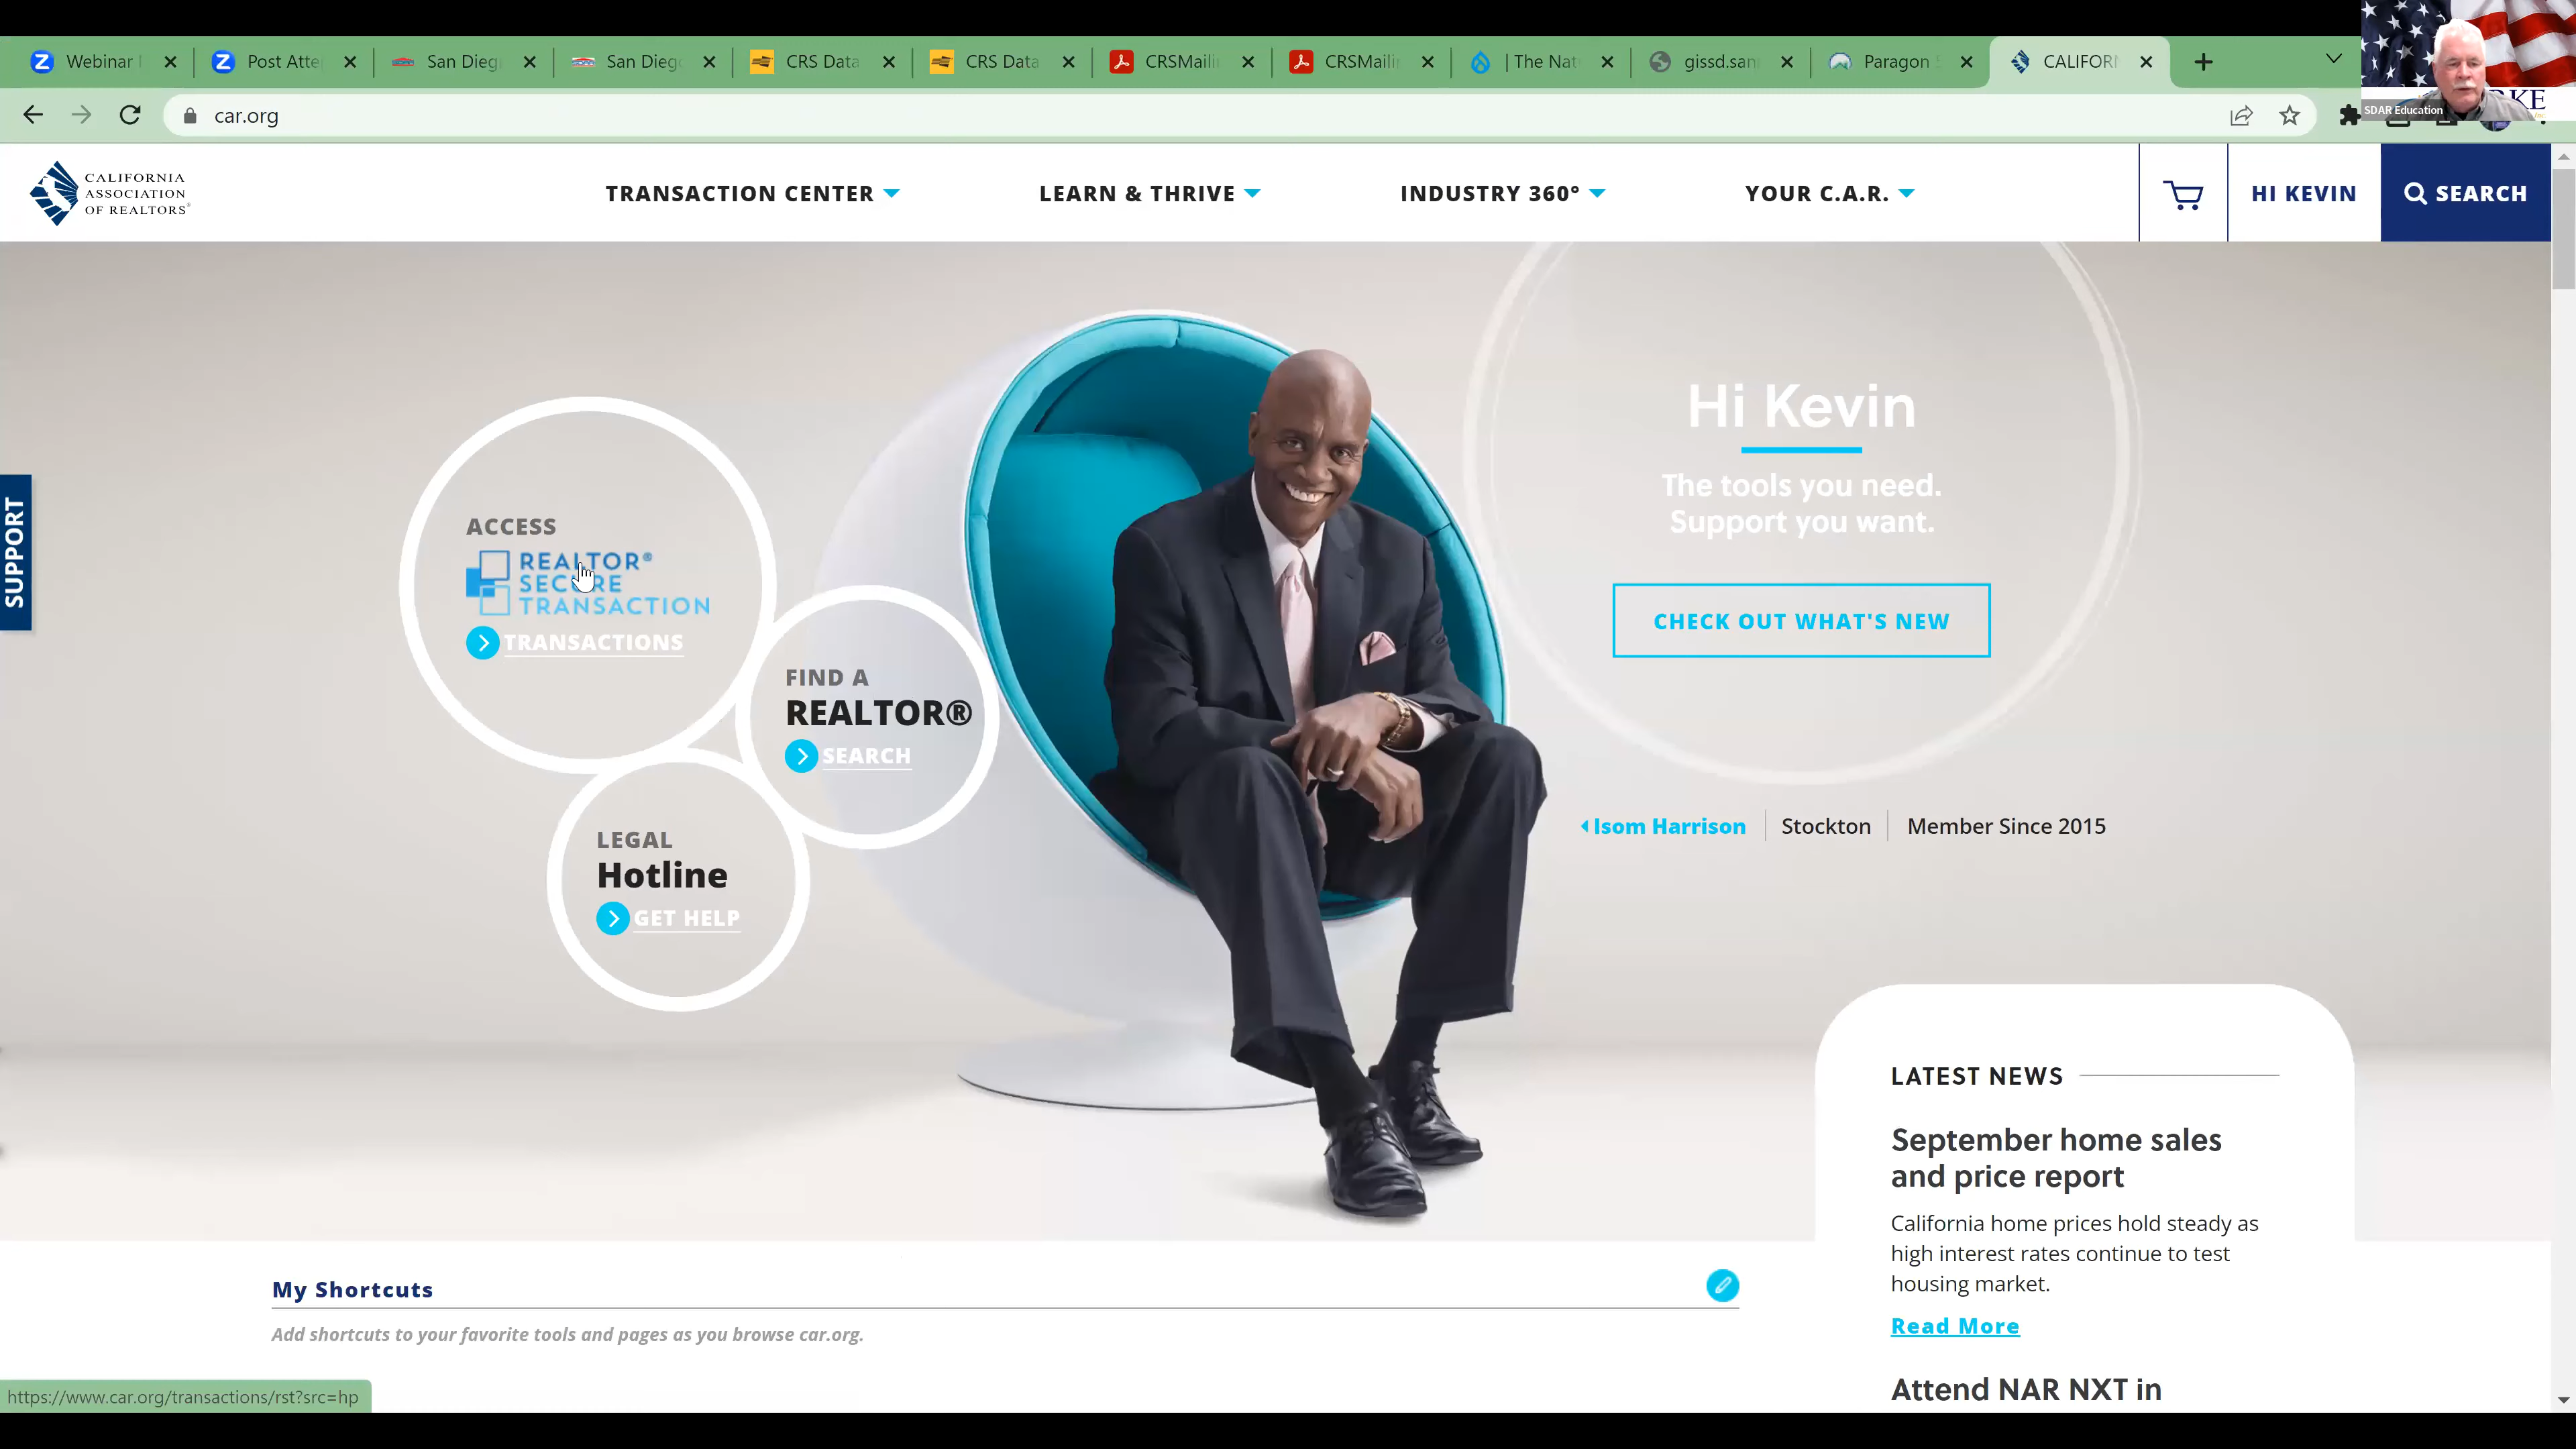 Webinar
Post Atte
San Dieg
San Dieg
CRS Data
CRS Data
CRSMaili
CRSMaili
| The Nat
gissd.san
Paragon
CALIFOR
car.org
SDAR Education
KE
CALIFORNIA
ASSOCIATION
OF REALTORS®
TRANSACTION CENTER
LEARN & THRIVE
INDUSTRY 360°
YOUR C.A.R.
HI KEVIN
SEARCH
SUPPORT
ACCESS
REALTOR®
SECURE
TRANSACTION
TRANSACTIONS
FIND A
REALTOR®
SEARCH
LEGAL
Hotline
GET HELP
Hi Kevin
The tools you need.
Support you want.
CHECK OUT WHAT'S NEW
Isom Harrison
Stockton
Member Since 2015
LATEST NEWS
September home sales
and price report
California home prices hold steady as
high interest rates continue to test
housing market.
Read More
Attend NAR NXT in
My Shortcuts
Add shortcuts to your favorite tools and pages as you browse car.org.
https://www.car.org/transactions/rst?src=hp